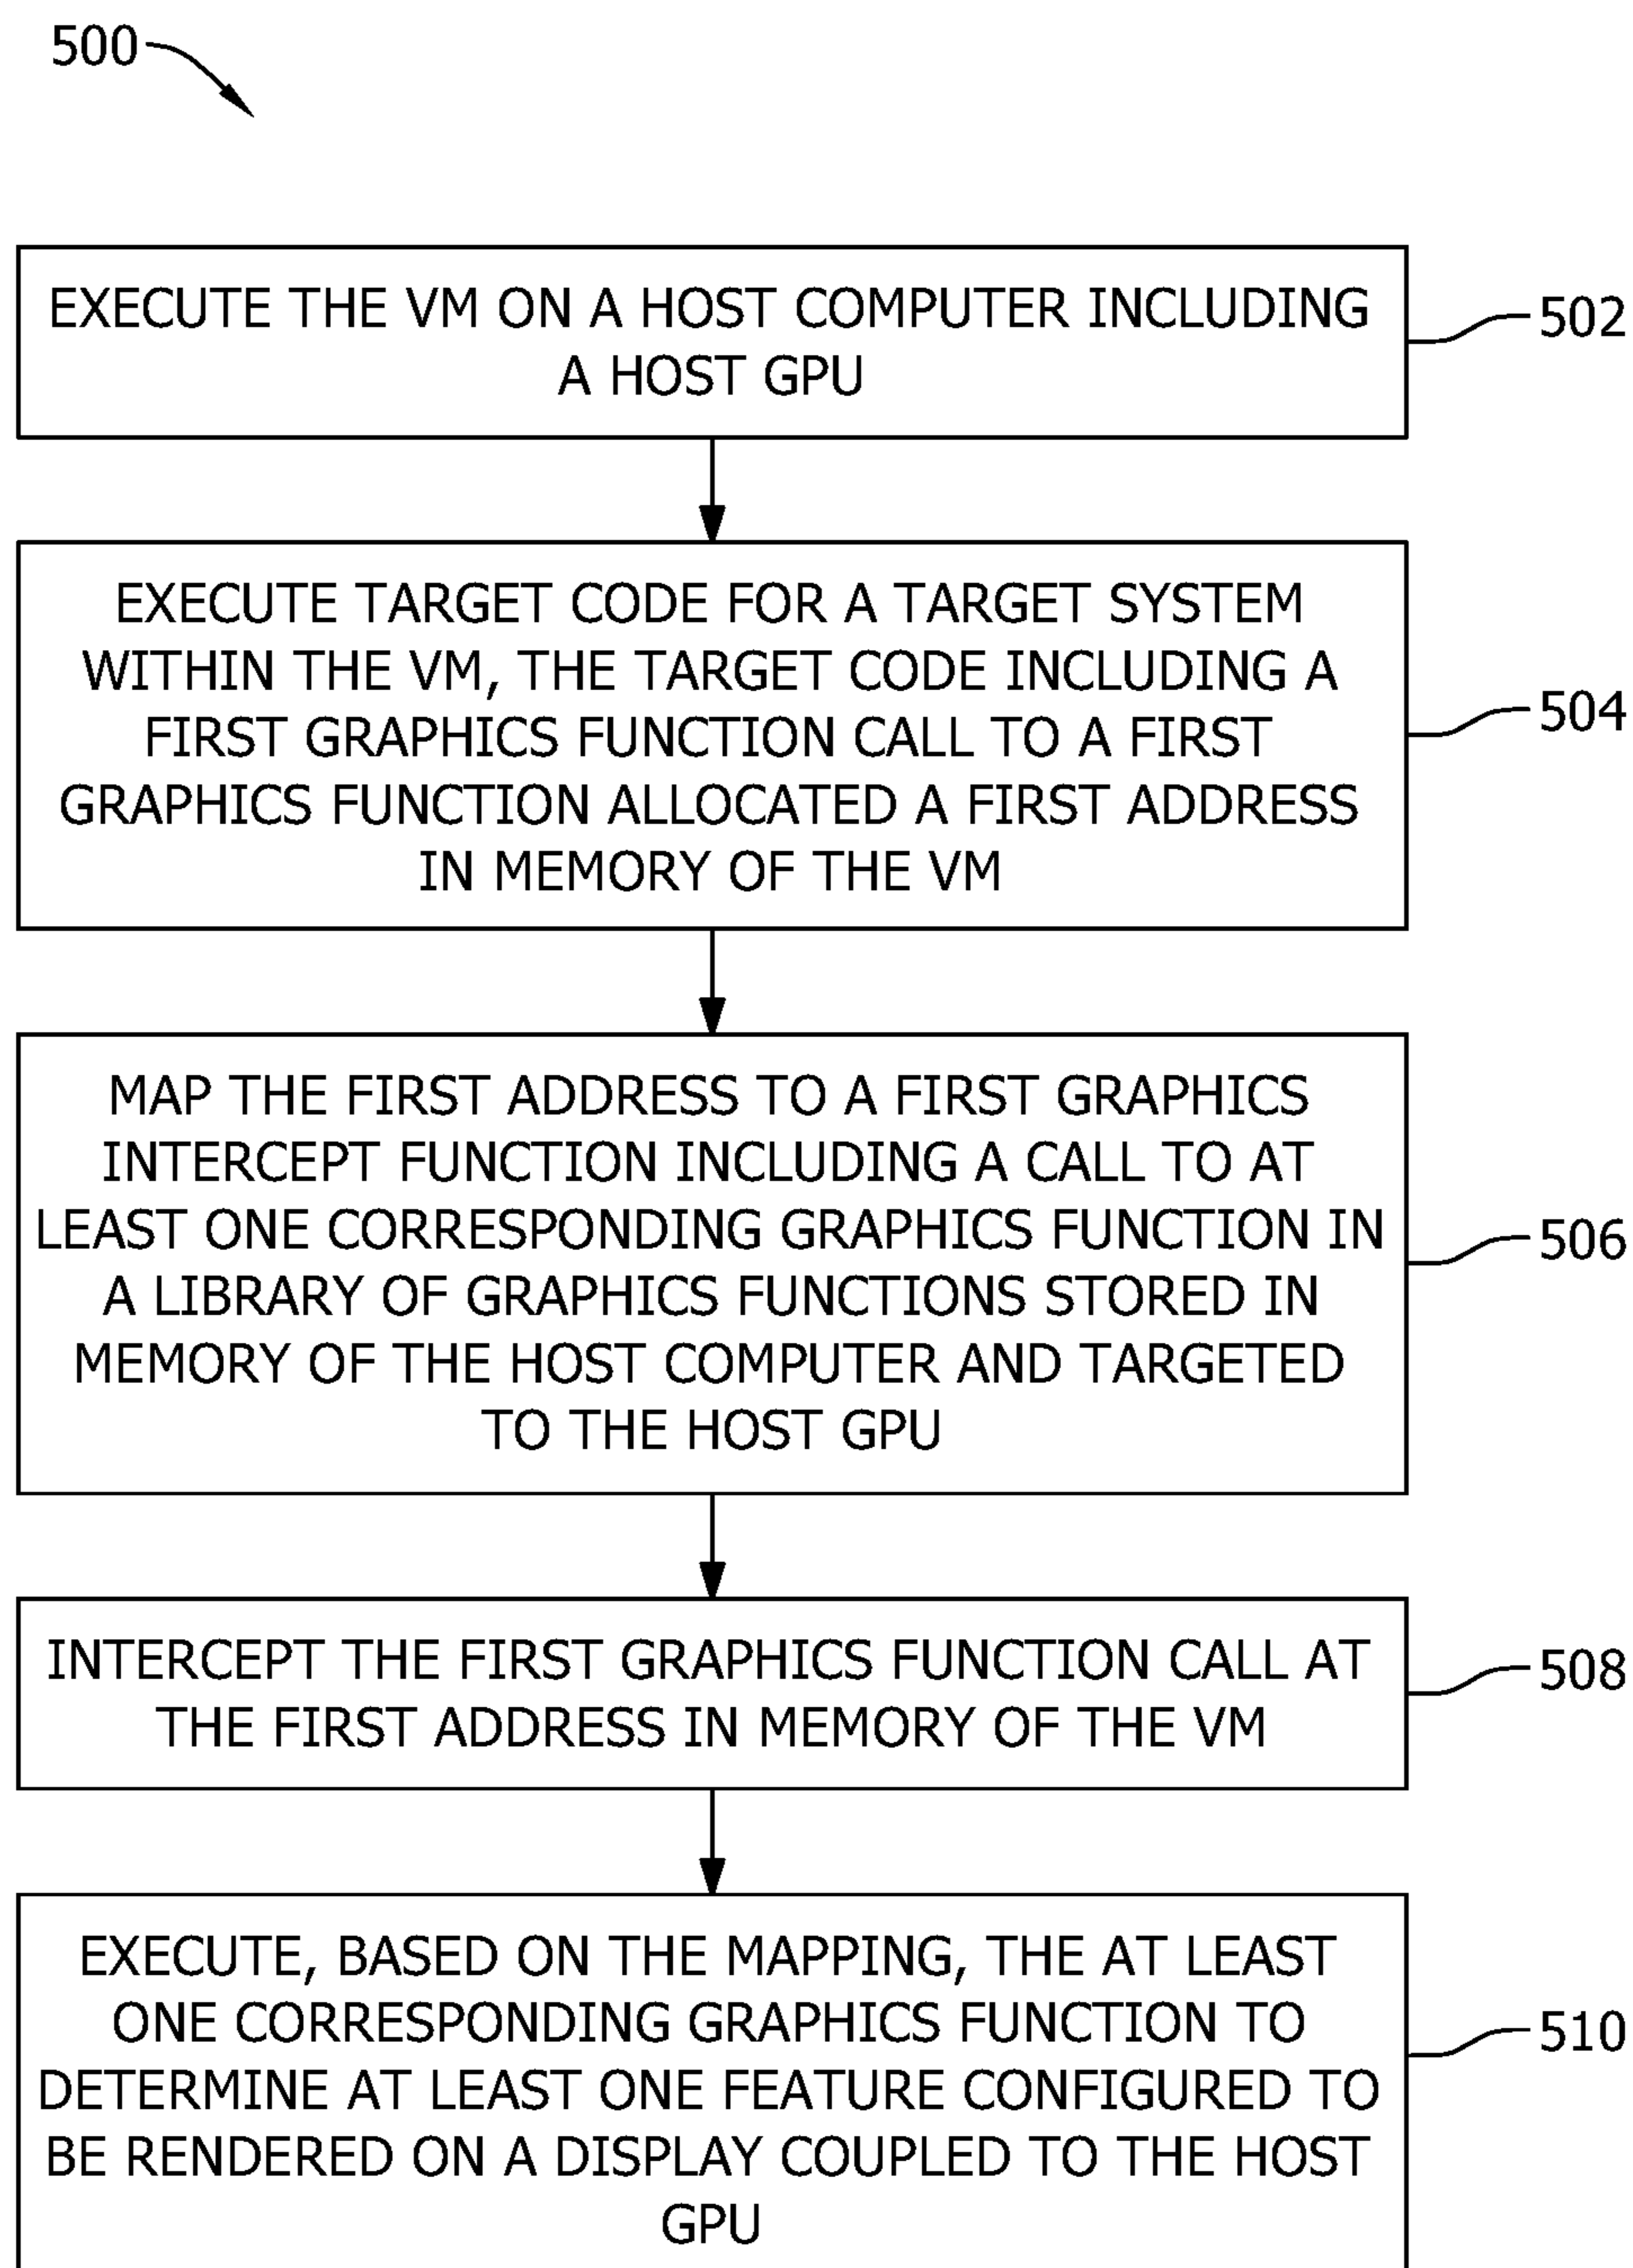 500
EXECUTE THE VM ON A HOST COMPUTER INCLUDING
A HOST GPU
502
EXECUTE TARGET CODE FOR A TARGET SYSTEM
WITHIN THE VM, THE TARGET CODE INCLUDING A
FIRST GRAPHICS FUNCTION CALL TO A FIRST
GRAPHICS FUNCTION ALLOCATED A FIRST ADDRESS
IN MEMORY OF THE VM
504
MAP THE FIRST ADDRESS TO A FIRST GRAPHICS
INTERCEPT FUNCTION INCLUDING A CALL TO AT
LEAST ONE CORRESPONDING GRAPHICS FUNCTION IN
A LIBRARY OF GRAPHICS FUNCTIONS STORED IN
MEMORY OF THE HOST COMPUTER AND TARGETED
TO THE HOST GPU
506
INTERCEPT THE FIRST GRAPHICS FUNCTION CALL AT
THE FIRST ADDRESS IN MEMORY OF THE VM
508
EXECUTE, BASED ON THE MAPPING, THE AT LEAST
ONE CORRESPONDING GRAPHICS FUNCTION TO
DETERMINE AT LEAST ONE FEATURE CONFIGURED TO
BE RENDERED ON A DISPLAY COUPLED TO THE HOST
GPU
510